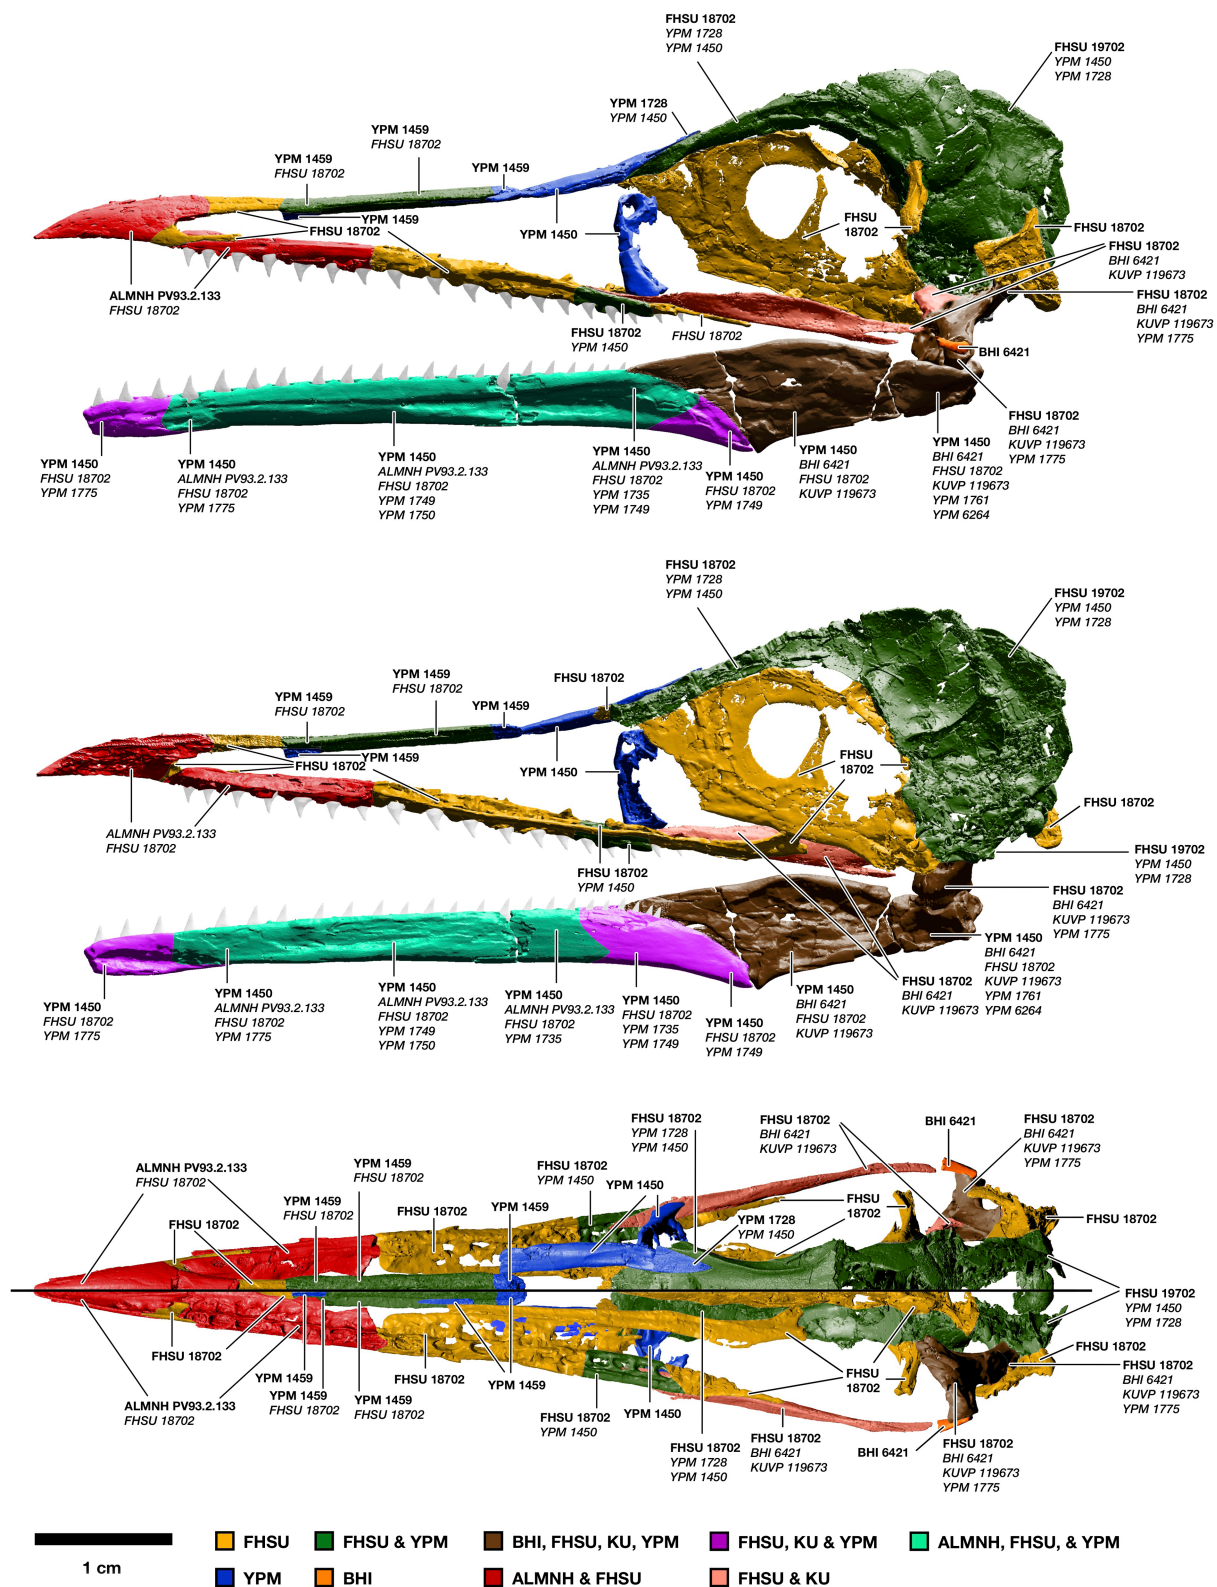 FHSU 18702
YPM 1728
YPM 1450
FHSU 19702
YPM 1450
YPM 1728
YPM 1728
YPM 1450
YPM 1459
FHSU 18702
YPM 1459
FHSU 18702
YPM 1459
YPM 1459
FHSU 18702
YPM 1450
FHSU
18702
FHSU 18702
FHSU 18702
BHI 6421
KUVP 119673
FHSU 18702
BHI 6421
KUVP 119673
YPM 1775
ALMNH PV93.2.133
FHSU 18702
FHSU 18702
YPM 1450
FHSU 18702
BHI 6421
FHSU 18702
BHI 6421
KUVP 119673
YPM 1775
YPM 1450
FHSU 18702
YPM 1775
YPM 1450
ALMNH PV93.2.133
FHSU 18702
YPM 1775
YPM 1450
ALMNH PV93.2.133
FHSU 18702
YPM 1749
YPM 1750
YPM 1450
ALMNH PV93.2.133
FHSU 18702
YPM 1735
YPM 1749
YPM 1450
FHSU 18702
YPM 1749
YPM 1450
BHI 6421
FHSU 18702
KUVP 119673
YPM 1450
BHI 6421
FHSU 18702
KUVP 119673
YPM 1761
YPM 6264
FHSU 18702
YPM 1728
YPM 1450
FHSU 19702
YPM 1450
YPM 1728
YPM 1459
FHSU 18702
FHSU 18702
YPM 1459
FHSU 18702
YPM 1459
YPM 1459
FHSU 18702
YPM 1450
FHSU
18702
FHSU 18702
ALMNH PV93.2.133
FHSU 18702
FHSU 19702
YPM 1450
YPM 1728
FHSU 18702
YPM 1450
FHSU 18702
BHI 6421
KUVP 119673
YPM 1775
YPM 1450
FHSU 18702
YPM 1775
YPM 1450
ALMNH PV93.2.133
FHSU 18702
YPM 1775
YPM 1450
ALMNH PV93.2.133
FHSU 18702
YPM 1749
YPM 1750
YPM 1450
ALMNH PV93.2.133
FHSU 18702
YPM 1735
YPM 1450
FHSU 18702
YPM 1735
YPM 1749
YPM 1450
FHSU 18702
YPM 1749
YPM 1450
BHI 6421
FHSU 18702
KUVP 119673
FHSU 18702
BHI 6421
KUVP 119673
YPM 1450
BHI 6421
FHSU 18702
KUVP 119673
YPM 1761
YPM 6264
FHSU 18702
YPM 1728
YPM 1450
FHSU 18702
BHI 6421
KUVP 119673
BHI 6421
FHSU 18702
BHI 6421
KUVP 119673
YPM 1775
ALMNH PV93.2.133
FHSU 18702
YPM 1459
FHSU 18702
FHSU 18702
YPM 1450
YPM 1450
YPM 1459
FHSU 18702
FHSU 18702
FHSU 18702
YPM 1459
YPM 1728
YPM 1450
FHSU
18702
FHSU 18702
FHSU 19702
YPM 1450
YPM 1728
FHSU 18702
FHSU 18702
YPM 1459
YPM 1459
FHSU 18702
YPM 1459
FHSU 18702
FHSU 18702
YPM 1459
FHSU
18702
FHSU 18702
BHI 6421
KUVP 119673
YPM 1775
ALMNH PV93.2.133
FHSU 18702
FHSU 18702
YPM 1450
YPM 1450
FHSU 18702
YPM 1728
YPM 1450
FHSU 18702
BHI 6421
KUVP 119673
BHI 6421
FHSU 18702
BHI 6421
KUVP 119673
YPM 1775
1 cm
FHSU
FHSU & YPM
BHI, FHSU, KU, YPM
FHSU, KU & YPM
ALMNH, FHSU, & YPM
YPM
BHI
ALMNH & FHSU
FHSU & KU